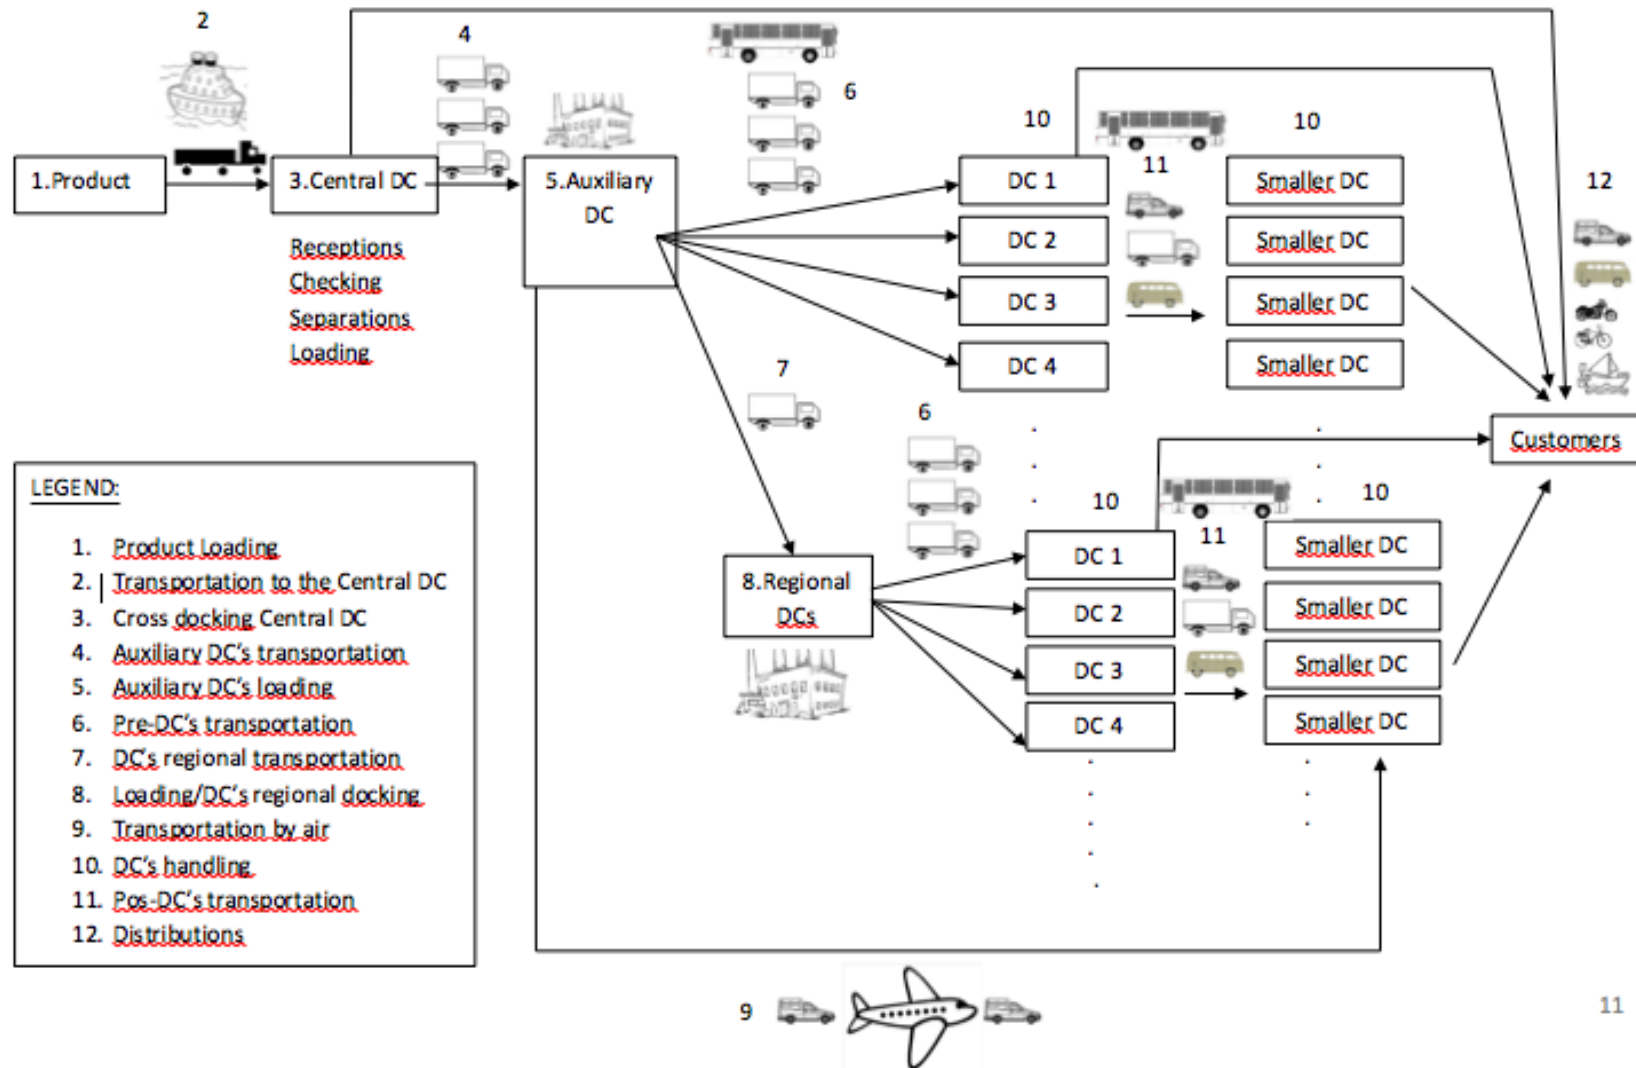 2
4
6
10
10
11
12
1.Product
3.Central DC
5.Auxiliary
DC
DC 1
DC 2
DC 3
DC 4
Smaller DC
Smaller DC
Smaller DC
Smaller DC
Receptions
Checking
Separations
Loading
7
6
Customers
.
.
.
.
.
.
10
10
11
8.Regional
DCs
DC 1
DC 2
DC 3
DC 4
Smaller DC
Smaller DC
Smaller DC
Smaller DC
.
.
.
.
.
.
.
.
LEGEND:
1. Product Loading
2. Transportation to the Central DC
3. Cross docking Central DC
4. Auxiliary DC's transportation
5. Auxiliary DC's loading
6. Pre-DC's transportation
7. DC's regional transportation
8. Loading/DC's regional docking
9. Transportation by air
10. DC's handling
11. Pos-DC's transportation
12. Distributions
9
11